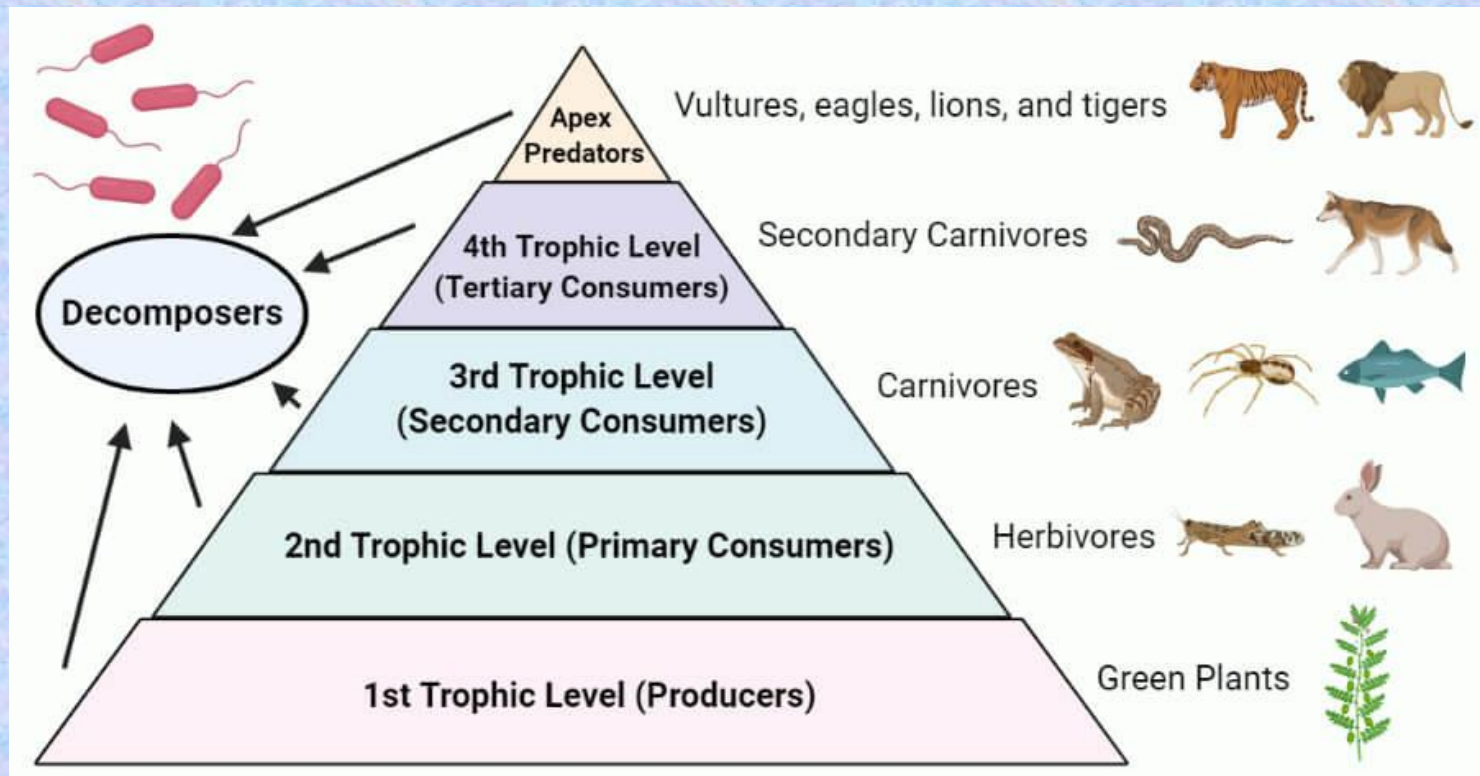 Apex
Predators
Vultures, eagles, lions, and tigers
4th Trophic Level
(Tertiary Consumers)
Secondary Carnivores
Decomposers
3rd Trophic Level
(Secondary Consumers)
Carnivores
2nd Trophic Level (Primary Consumers)
Herbivores
1st Trophic Level (Producers)
Green Plants